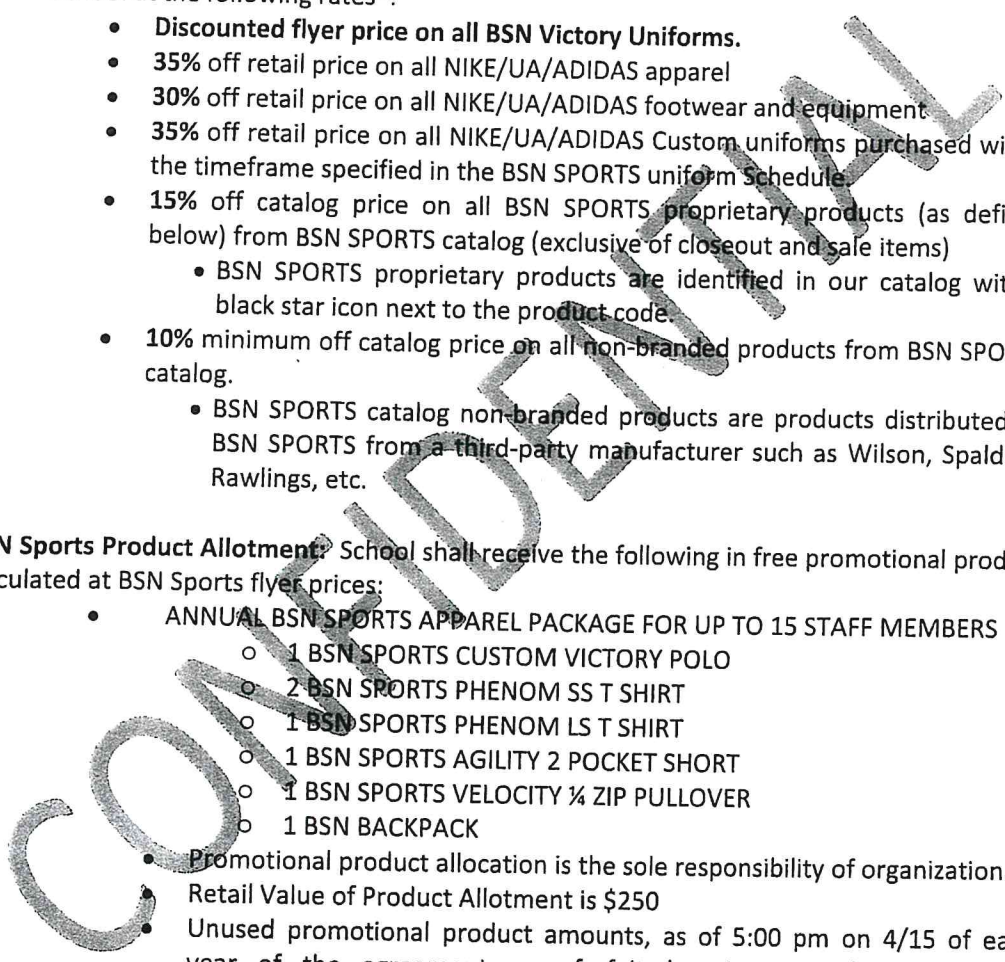 following rates
• Discounted flyer price on all BSN Victory Uniforms.
• 35% off retail price on all NIKE/UA/ADIDAS apparel
• 30% off retail price on all NIKE/UA/ADIDAS footwear and equipment
• 35% off retail price on all NIKE/UA/ADIDAS Custom uniforms purchased wi
the timeframe specified in the BSN SPORTS uniform Schedule.
• 15% off catalog price on all BSN SPORTS proprietary products (as defi
below) from BSN SPORTS catalog (exclusive of closeout and sale items)
• BSN SPORTS proprietary products are identified in our catalog wit
black star icon next to the product code.
• 10% minimum off catalog price on all non-branded products from BSN SPO
catalog.
• BSN SPORTS catalog non-branded products are products distributed
BSN SPORTS from a third-party manufacturer such as Wilson, Spald
Rawlings, etc.
N Sports Product Allotment: School shall receive the following in free promotional prod
culated at BSN Sports flyer prices:
• ANNUAL BSN SPORTS APPAREL PACKAGE FOR UP TO 15 STAFF MEMBERS
o 1 BSN SPORTS CUSTOM VICTORY POLO
o 2 BSN SPORTS PHENOM SS T SHIRT
o 1 BSN SPORTS PHENOM LS T SHIRT
o 1 BSN SPORTS AGILITY 2 POCKET SHORT
o 1 BSN SPORTS VELOCITY ¼ ZIP PULLOVER
o 1 BSN BACKPACK
• Promotional product allocation is the sole responsibility of organization
• Retail Value of Product Allotment is $250
• Unused promotional product amounts, as of 5:00 pm on 4/15 of ea
year of the
CONFIDENTIAL